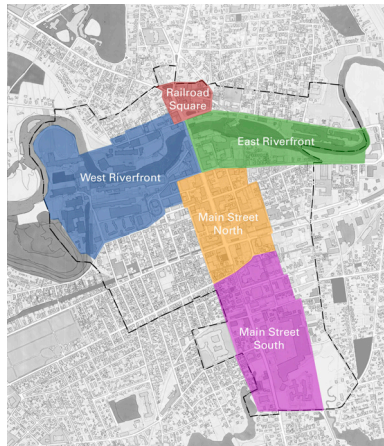 Railroad
Square
East Riverfront
West Riverfront
Main Street
North
Main Street
South